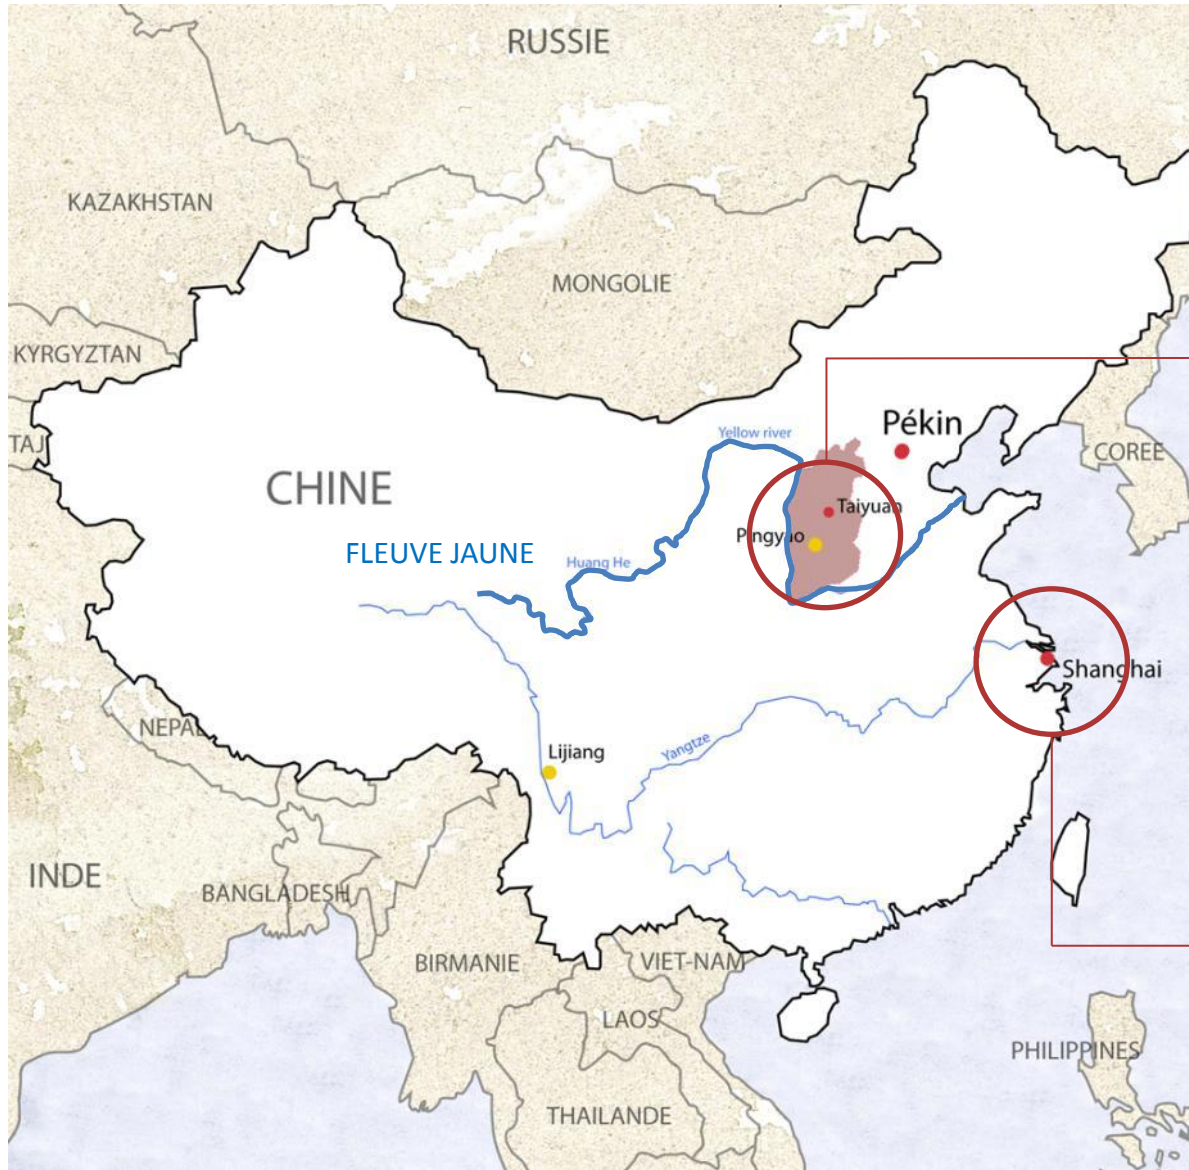 RUSSIE
KAZAKHSTAN
MONGOLIE
KYRGYZTAN
TAJ
Pékin
COREE
Yellow river
CHINE
Taiyuan
Pingyao
FLEUVE JAUNE
Huang He
Shanghai
NEPAL
Lijiang
Yangtze
INDE
BANGLADESH
BIRMANIE
VIET-NAM
LAOS
PHILIPPINES
THAILANDE